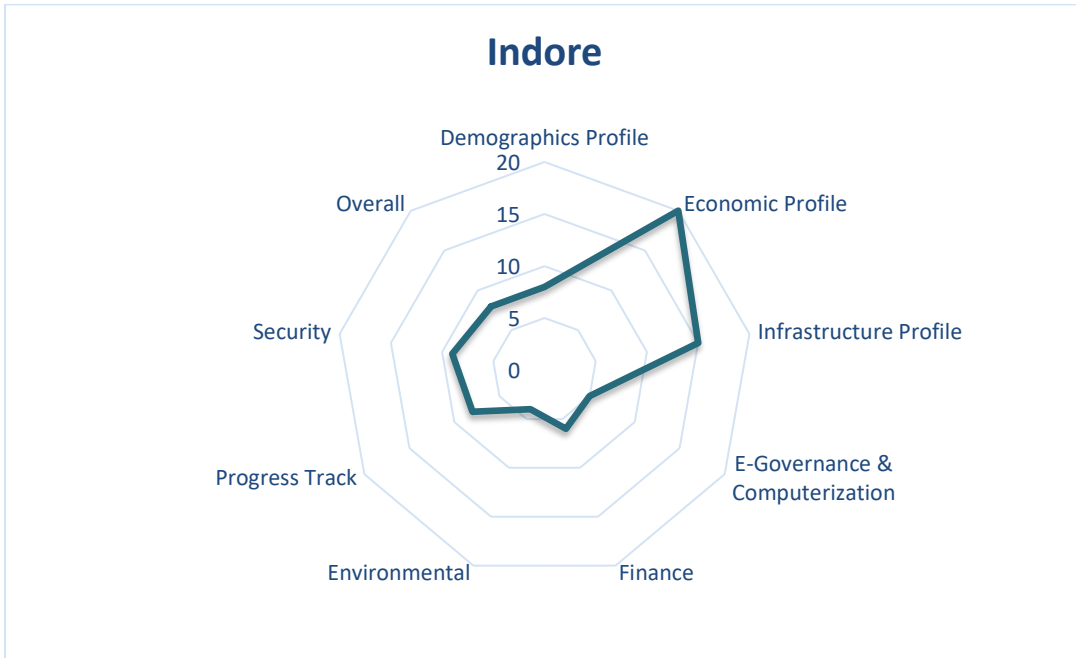 Indore
Demographics Profile
20
15
10
5
0
Economic Profile
Infrastructure Profile
E-Governance &
Computerization
Finance
Environmental
Progress Track
Security
Overall